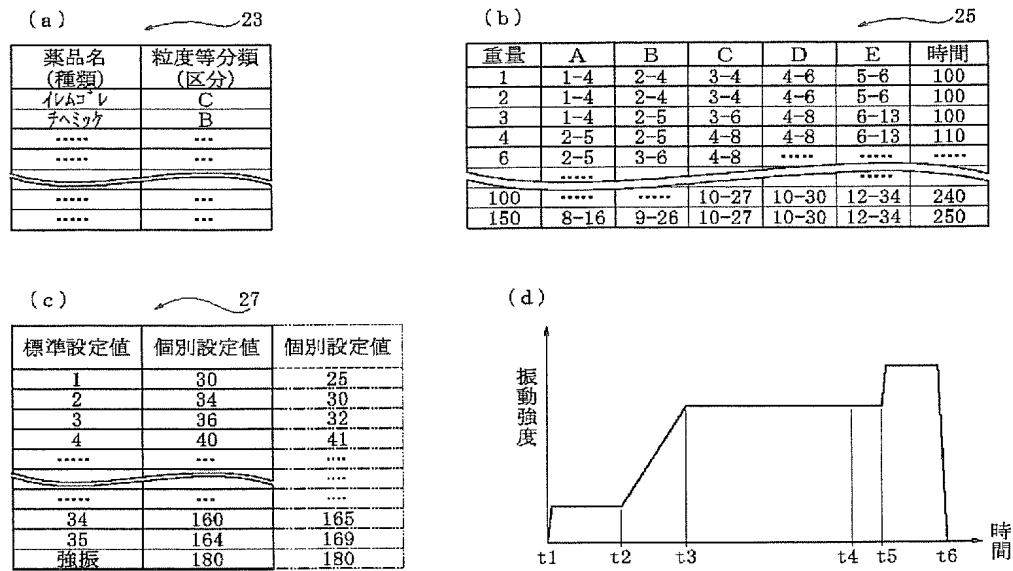 (a) 23
薬品名 粒度等分類
(種類) (区分)
イレムゴレ C
チヘミッケ B
..... ...
..... ...
..... ...
..... ...
(b) 25
重量 A B C D E 時間
1 1-4 2-4 3-4 4-6 5-6 100
2 1-4 2-4 3-4 4-6 5-6 100
3 1-4 2-5 3-6 4-8 6-13 100
4 2-5 2-5 4-8 4-8 6-13 110
6 2-5 3-6 4-8 ..... ..... .....
..... .....
100 ..... ..... 10-27 10-30 12-34 240
150 8-16 9-26 10-27 10-30 12-34 250
(c) 27
標準設定値 個別設定値 個別設定値
1 30 25
2 34 30
3 36 32
4 40 41
..... ... ....
....
..... ... ....
34 160 165
35 164 169
強振 180 180
(d)
振動強度
t1 t2 t3 t4 t5 t6
時間